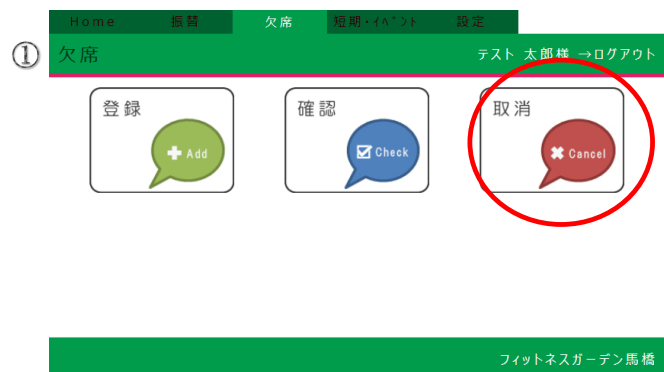 Home 振替 欠席 短期・ｲﾍﾞﾝﾄ 設定
① 欠席 テスト 太郎様 →ログアウト
登録 確認 取消
Add Check Cancel
フィットネスガーデン馬橋